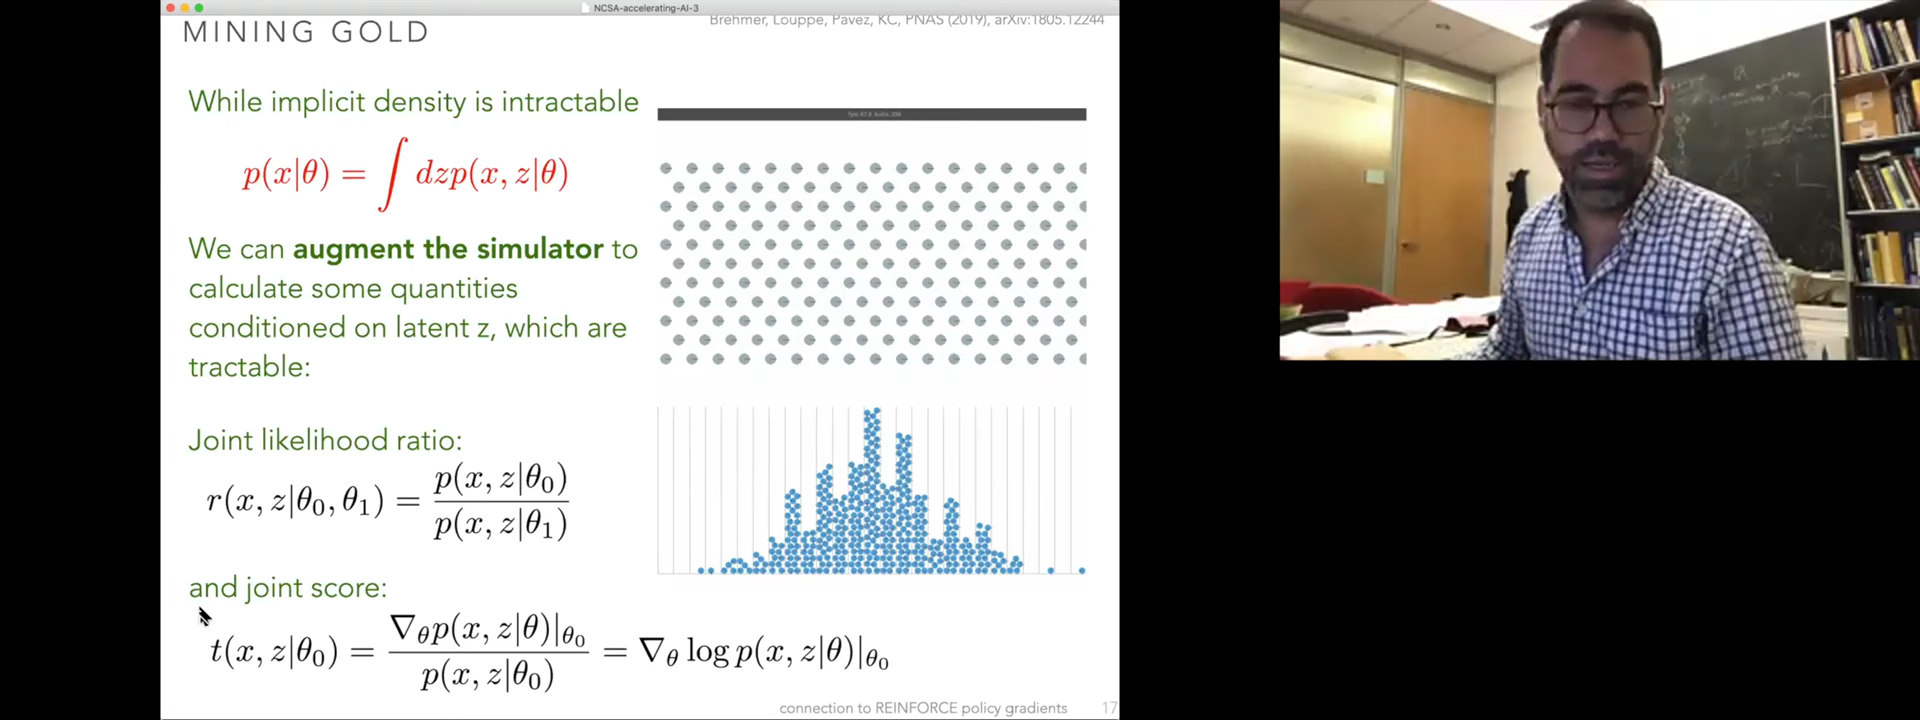 NCSA-accelerating-AI-3
MINING GOLD
Brehmer, Louppe, Pavez, KC, PNAS (2019), arXiv:1805.12244
While implicit density is intractable
p(x|θ) = ∫ dzp(x, z|θ)
We can augment the simulator to
calculate some quantities
conditioned on latent z, which are
tractable:
Joint likelihood ratio:
r(x, z|θ₀, θ₁) = p(x, z|θ₀) / p(x, z|θ₁)
and joint score:
t(x, z|θ₀) = ∇θp(x, z|θ)|θ₀ / p(x, z|θ₀) = ∇θ log p(x, z|θ)|θ₀
connection to REINFORCE policy gradients
17